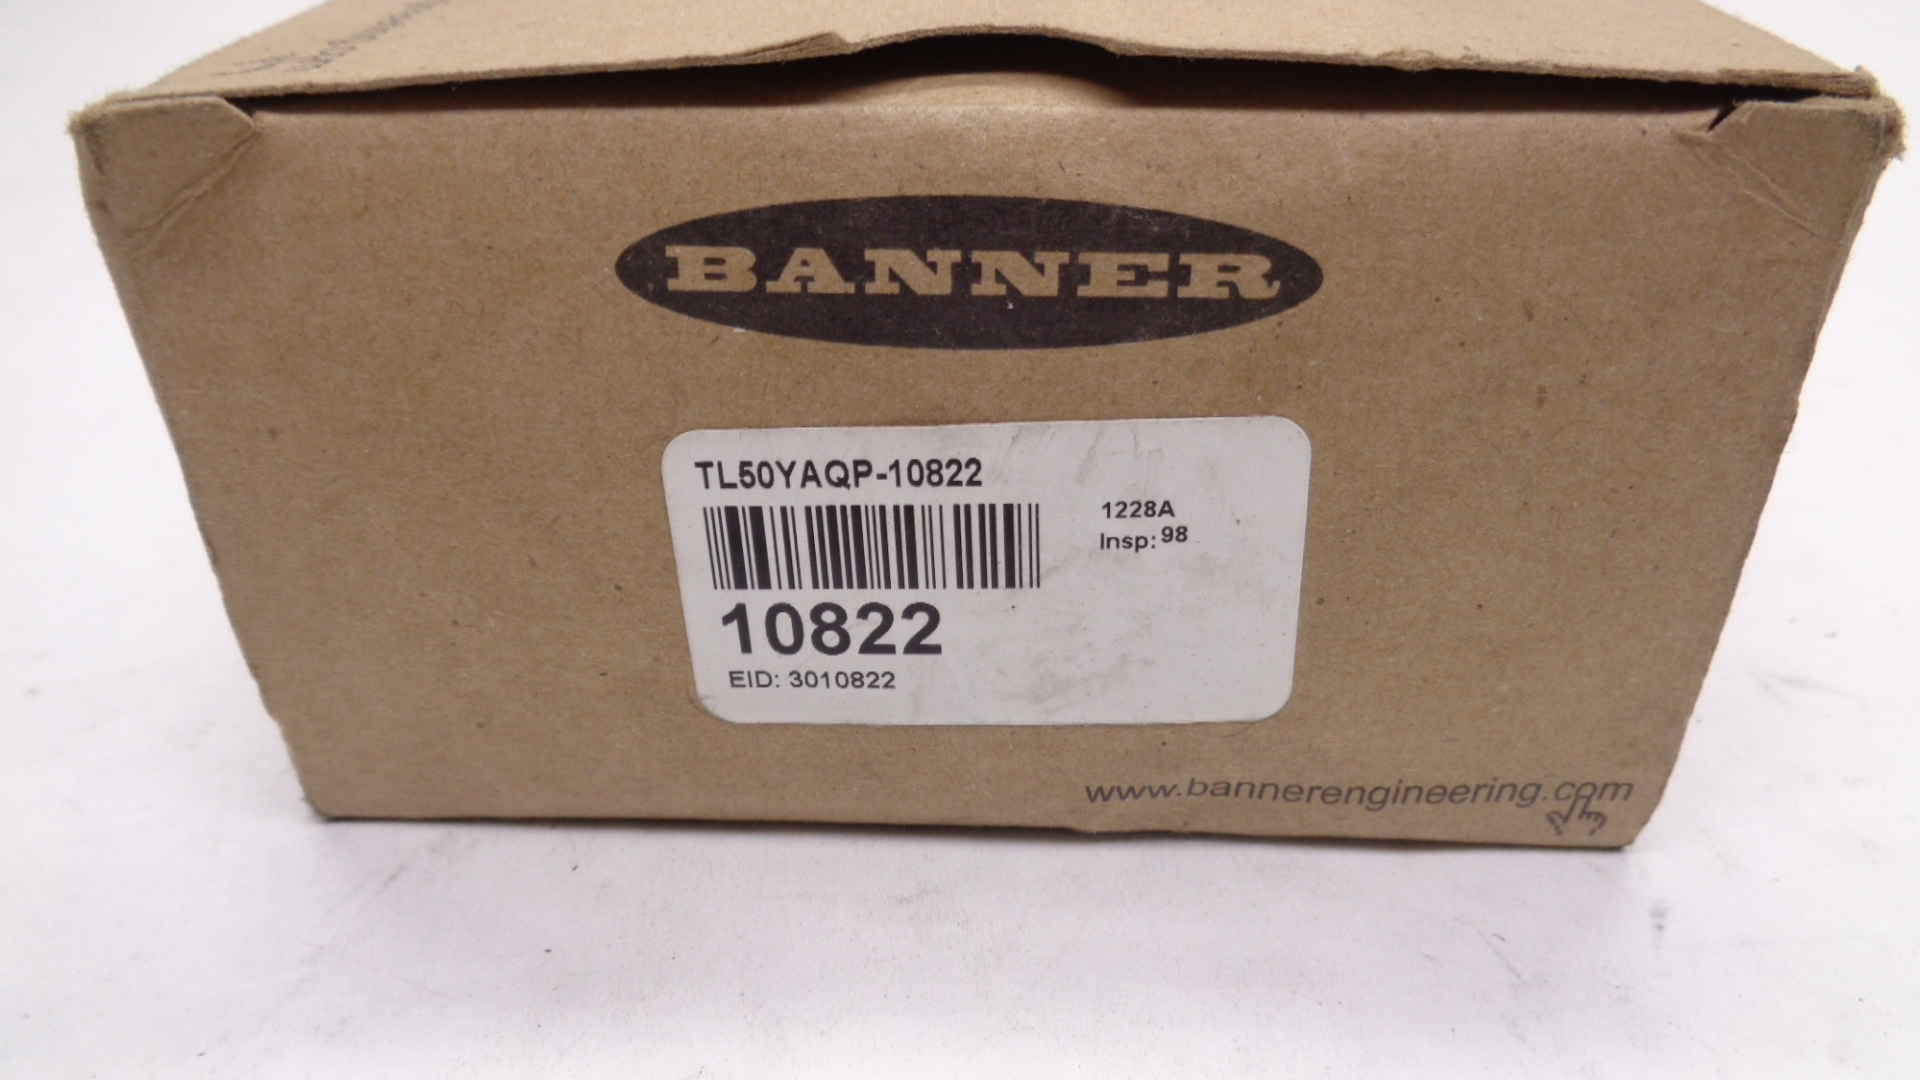 BANNER
TL50YAQP-10822
1228A
Insp: 98
10822
EID: 3010822
www.bannerengineering.com